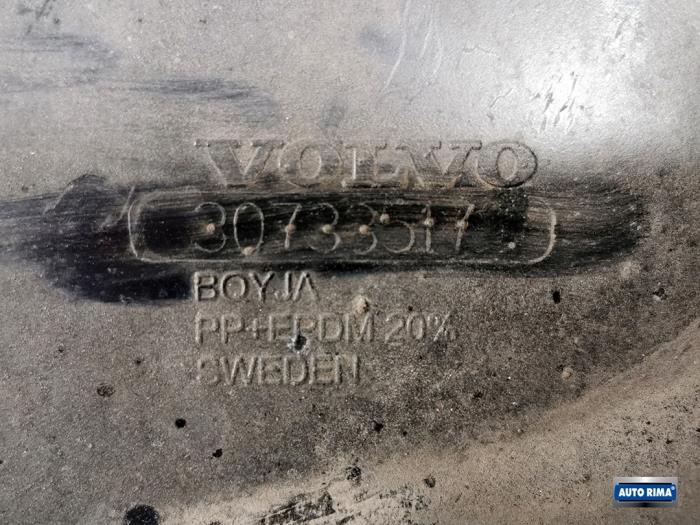 VOLVO
30733517
BOYJA
PP+EPDM 20%
SWEDEN
AUTO RIMA